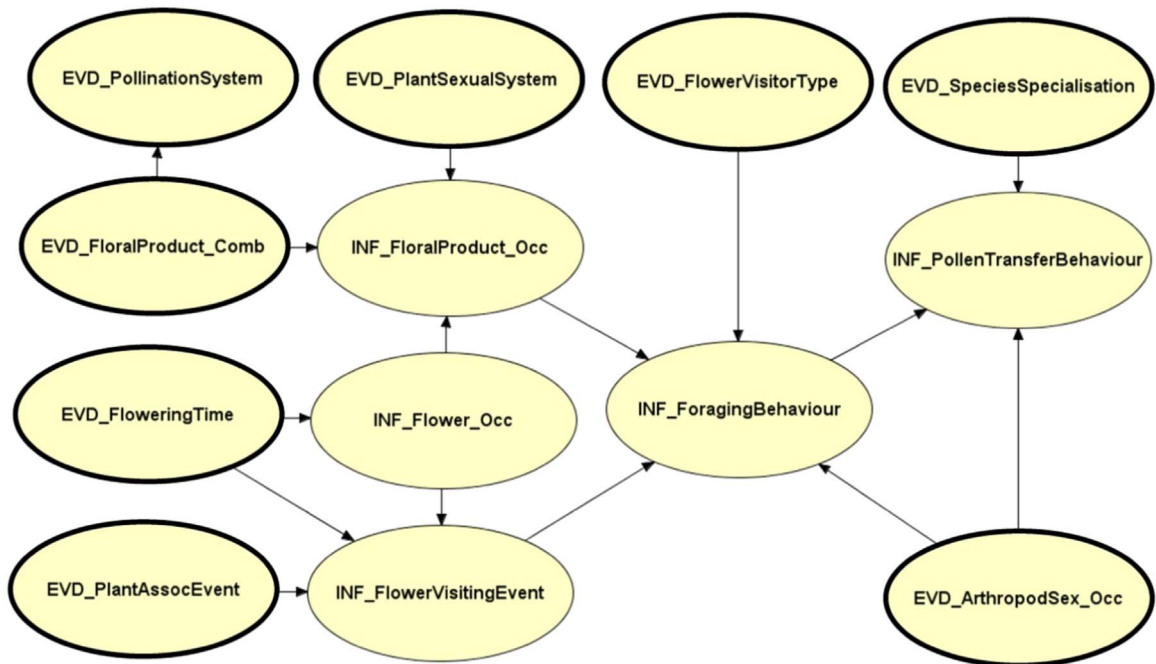 EVD_PollinationSystem
EVD_PlantSexualSystem
EVD_FlowerVisitorType
EVD_SpeciesSpecialisation
EVD_FloralProduct_Comb
INF_FloralProduct_Occ
INF_PollenTransferBehaviour
EVD_FloweringTime
INF_Flower_Occ
INF_ForagingBehaviour
EVD_PlantAssocEvent
INF_FlowerVisitingEvent
EVD_ArthropodSex_Occ